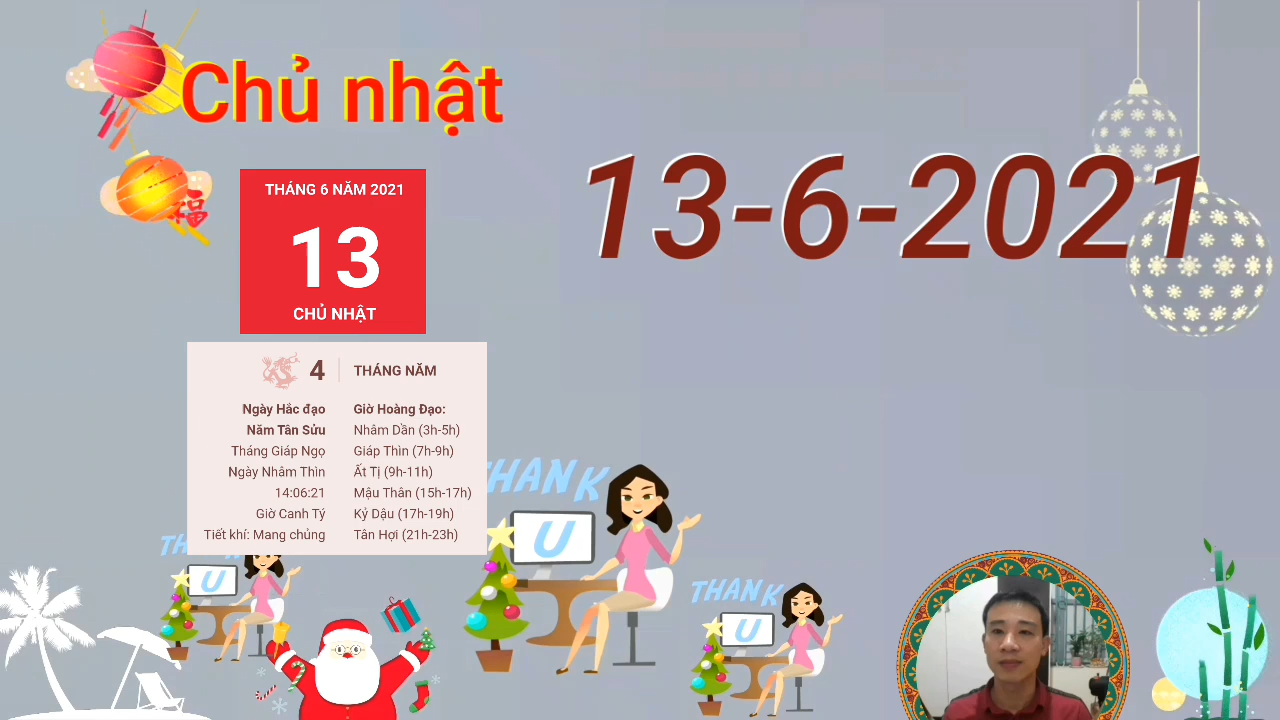 Chủ nhật
13-6-2021
THÁNG 6 NĂM 2021
13
CHỦ NHẬT
4 THÁNG NĂM
Ngày Hắc đạo
Năm Tân Sửu
Tháng Giáp Ngọ
Ngày Nhâm Thìn
14:06:21
Giờ Canh Tý
Tiết khí: Mang chủng
Giờ Hoàng Đạo:
Nhâm Dần (3h-5h)
Giáp Thìn (7h-9h)
Ất Tị (9h-11h)
Mậu Thân (15h-17h)
Kỷ Dậu (17h-19h)
Tân Hợi (21h-23h)
福
THANK
U
U
THANK
U